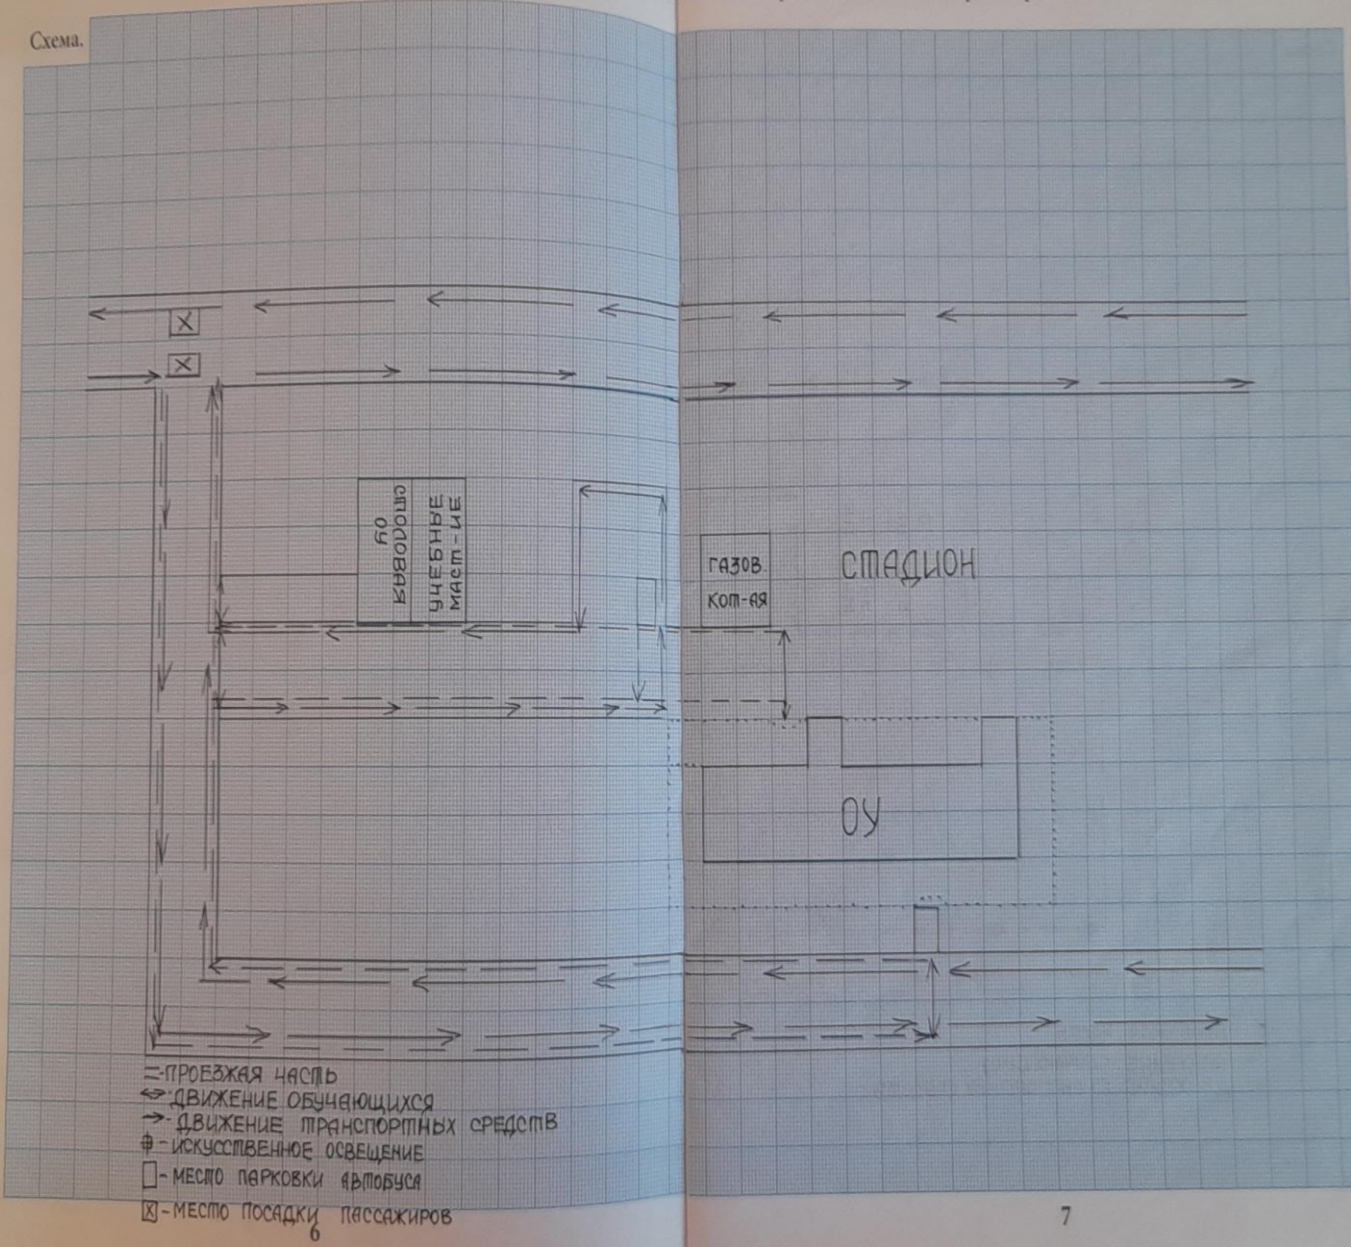 Схема.
X
X
СТОЛОВАЯ
ОУ
УЧЕБНЫЕ
МАСТ-ИЕ
ГАЗОВ.
КОТ-АЯ
СТАДИОН
ОУ
=-ПРОЕЗЖАЯ ЧАСТЬ
↔-ДВИЖЕНИЕ ОБУЧАЮЩИХСЯ
→-ДВИЖЕНИЕ ТРАНСПОРТНЫХ СРЕДСТВ
ф-ИСКУССТВЕННОЕ ОСВЕЩЕНИЕ
□-МЕСТО ПАРКОВКИ АВТОБУСА
X-МЕСТО ПОСАДКИ ПАССАЖИРОВ
6
7